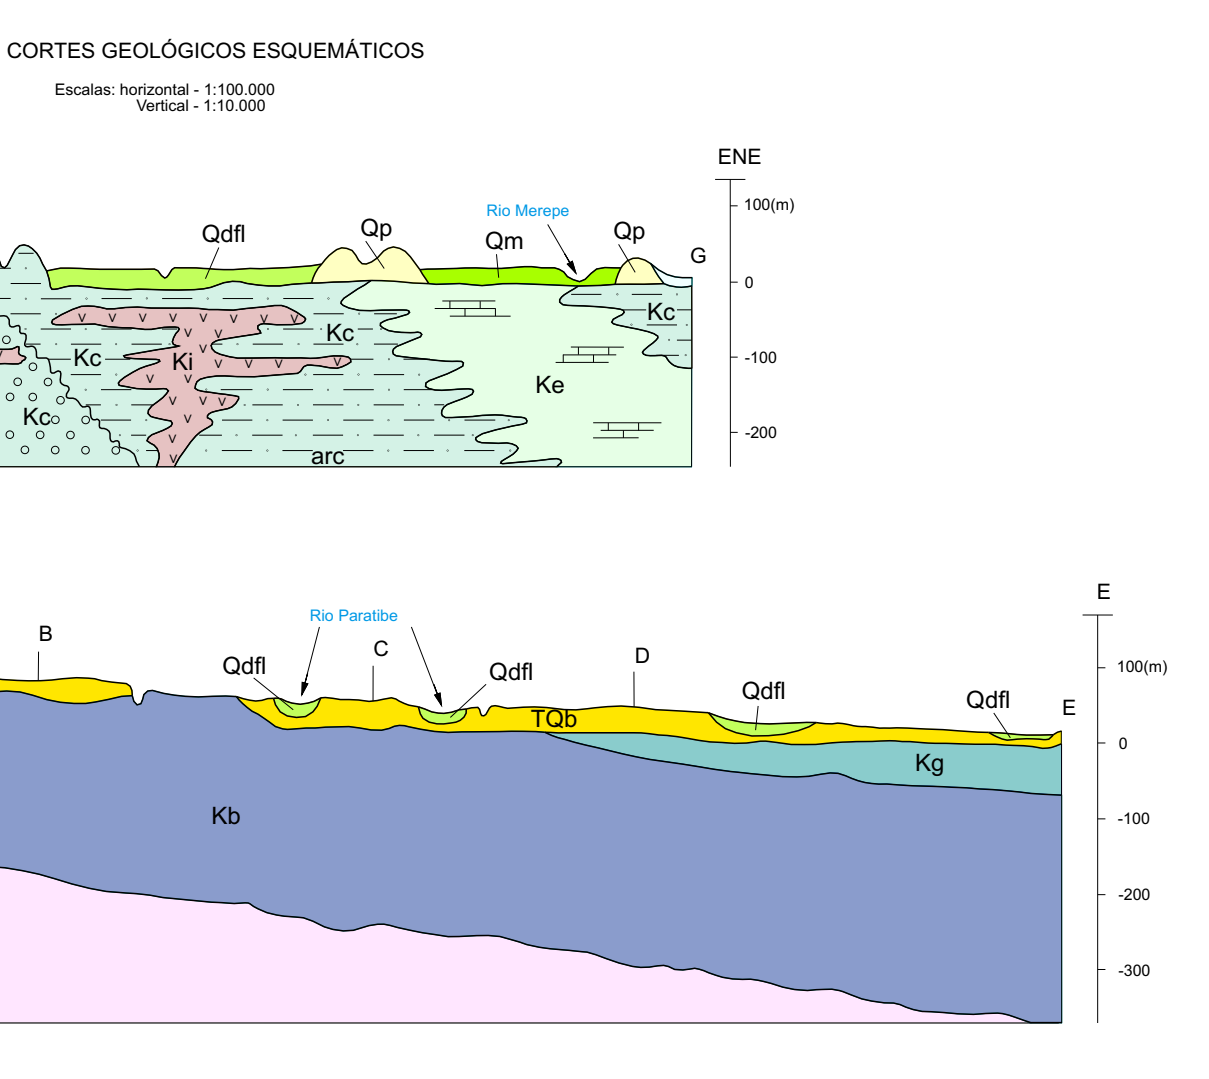 CORTES GEOLÓGICOS ESQUEMÁTICOS
Escalas: horizontal - 1:100.000
Vertical - 1:10.000
ENE
100(m)
0
-100
-200
Rio Merepe
Qdfl
Qp
Qm
Qp
G
Kc
Kc
Kc
Ki
Ke
Kc
arc
E
100(m)
0
-100
-200
-300
Rio Paratibe
B
Qdfl
C
Qdfl
D
Qdfl
Qdfl
E
TQb
Kg
Kb